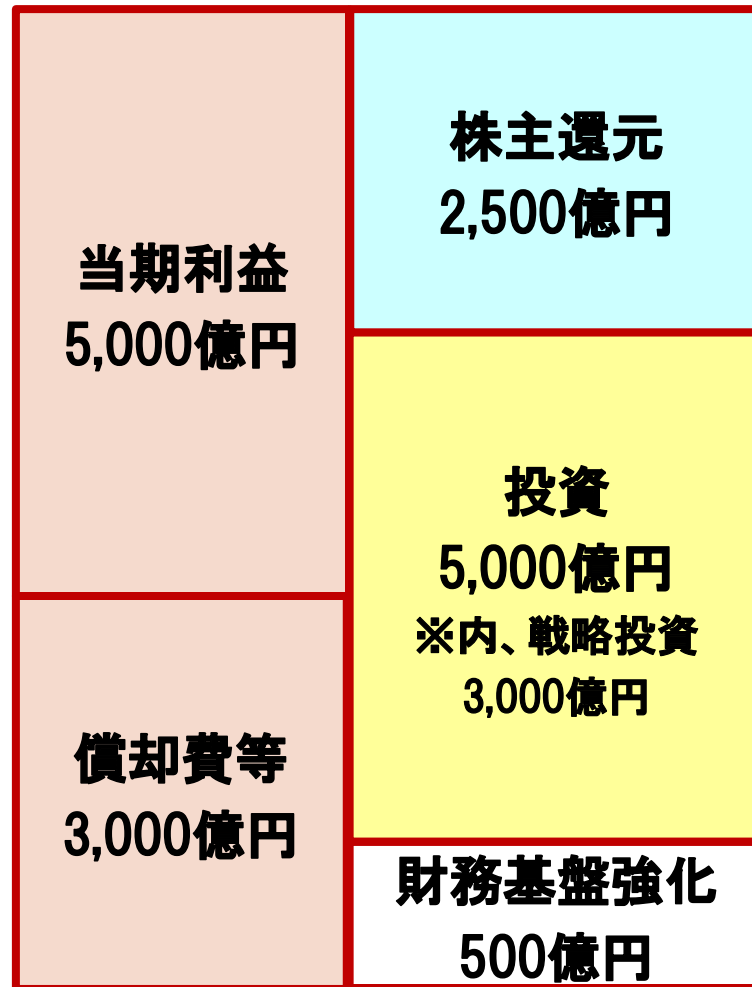 当期利益
5,000億円
償却費等
3,000億円
株主還元
2,500億円
投資
5,000億円
※内、戦略投資
3,000億円
財務基盤強化
500億円